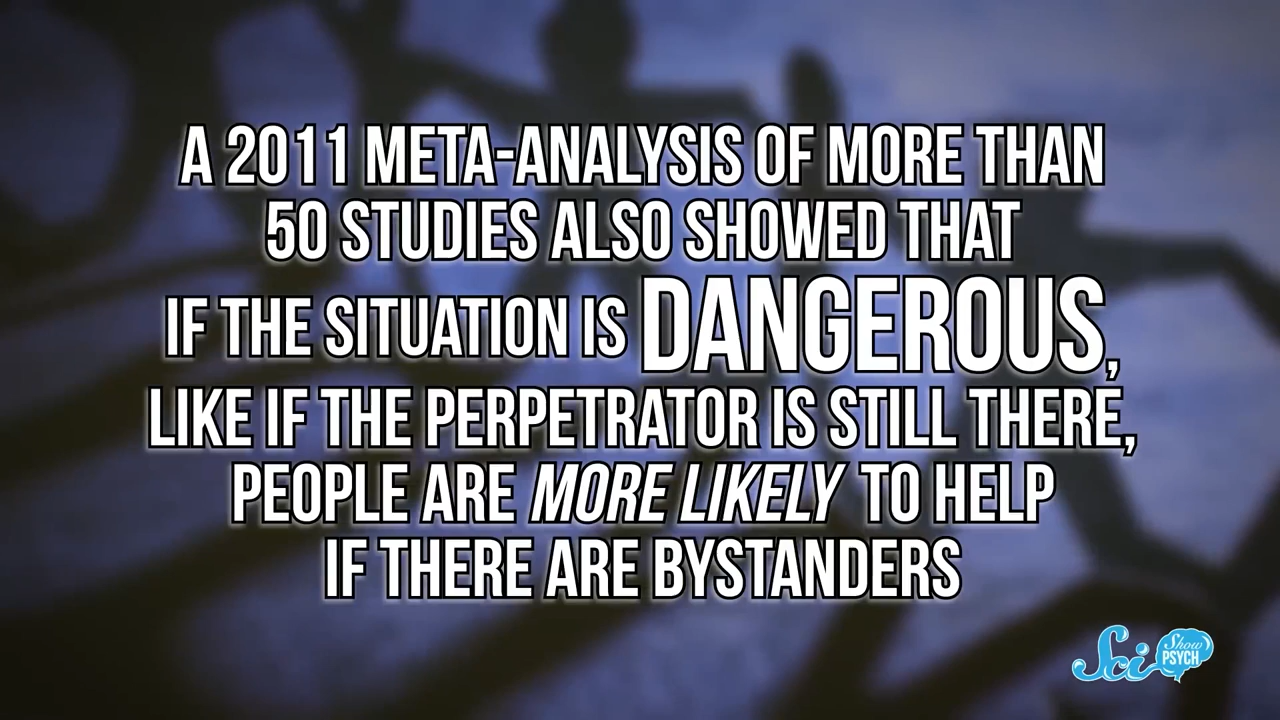 A 2011 META-ANALYSIS OF MORE THAN
50 STUDIES ALSO SHOWED THAT
IF THE SITUATION IS DANGEROUS,
LIKE IF THE PERPETRATOR IS STILL THERE,
PEOPLE ARE MORE LIKELY TO HELP
IF THERE ARE BYSTANDERS
Sci Show
PSYCH